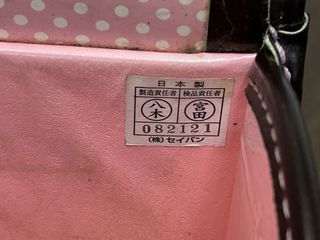 日本製
製造責任者 検品責任者
八木 宮田
082121
(株)セイバン